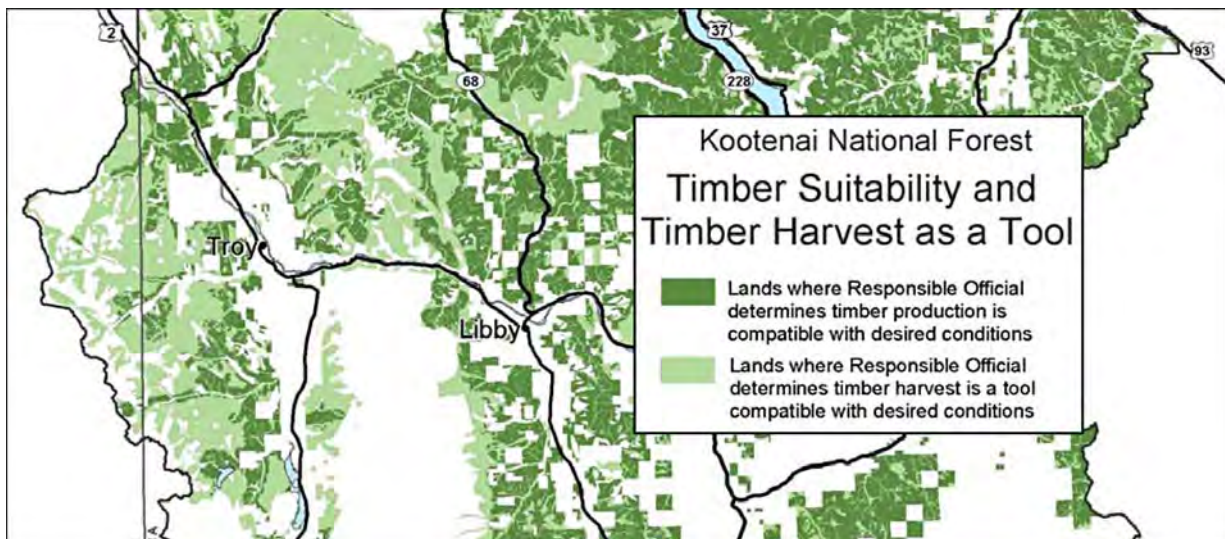 2
37
93
68
228
Kootenai National Forest
Timber Suitability and
Timber Harvest as a Tool
Troy
Lands where Responsible Official
determines timber production is
compatible with desired conditions
Libby
Lands where Responsible Official
determines timber harvest is a tool
compatible with desired conditions